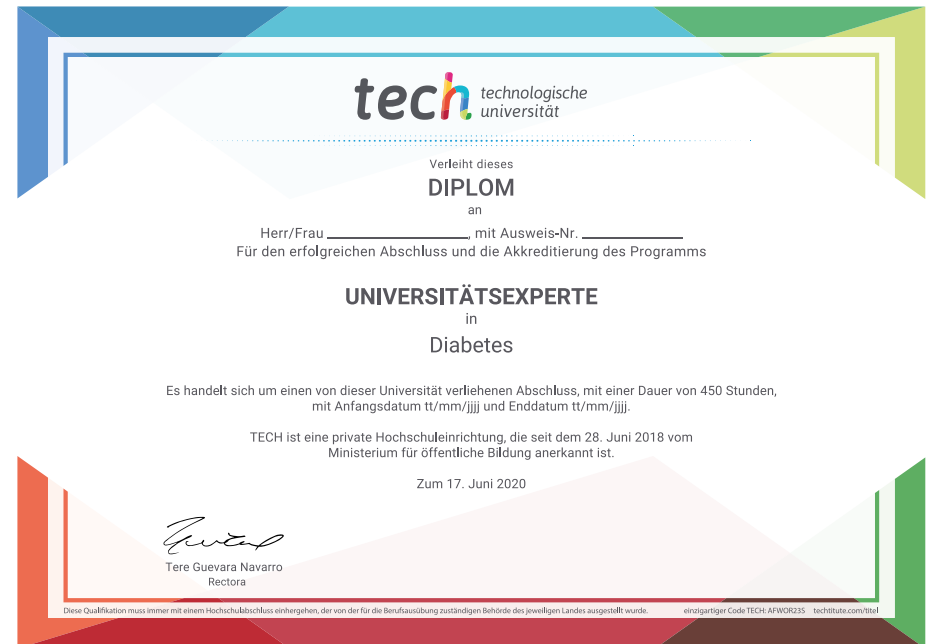 tech technologische
universität
Verleiht dieses
DIPLOM
an
Herr/Frau ____________________, mit Ausweis-Nr. ______________
Für den erfolgreichen Abschluss und die Akkreditierung des Programms
UNIVERSITÄTSEXPERTE
in
Diabetes
Es handelt sich um einen von dieser Universität verliehenen Abschluss, mit einer Dauer von 450 Stunden,
mit Anfangsdatum tt/mm/jjjj und Enddatum tt/mm/jjjj.
TECH ist eine private Hochschuleinrichtung, die seit dem 28. Juni 2018 vom
Ministerium für öffentliche Bildung anerkannt ist.
Zum 17. Juni 2020
Tere Guevara Navarro
Rectora
Diese Qualifikation muss immer mit einem Hochschulabschluss einhergehen, der von der für die Berufsausübung zuständigen Behörde des jeweiligen Landes ausgestellt wurde. einzigartiger Code TECH: AFWOR23S techtitute.com/titel